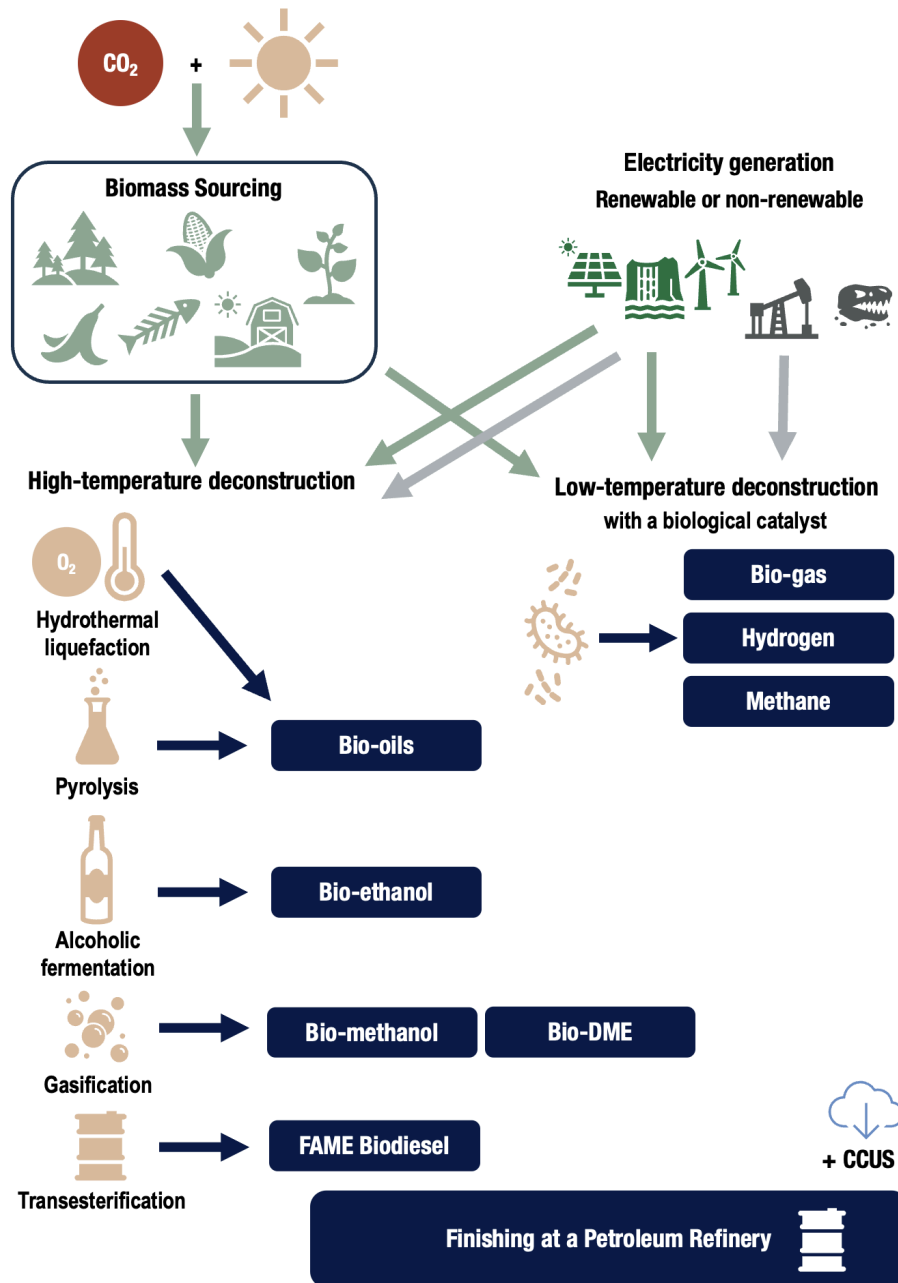 CO₂
+
Biomass Sourcing
Electricity generation
Renewable or non-renewable
High-temperature deconstruction
Low-temperature deconstruction
with a biological catalyst
O₂
Hydrothermal
liquefaction
Bio-gas
Hydrogen
Methane
Bio-oils
Pyrolysis
Bio-ethanol
Alcoholic
fermentation
Bio-methanol
Bio-DME
Gasification
FAME Biodiesel
Transesterification
+ CCUS
Finishing at a Petroleum Refinery